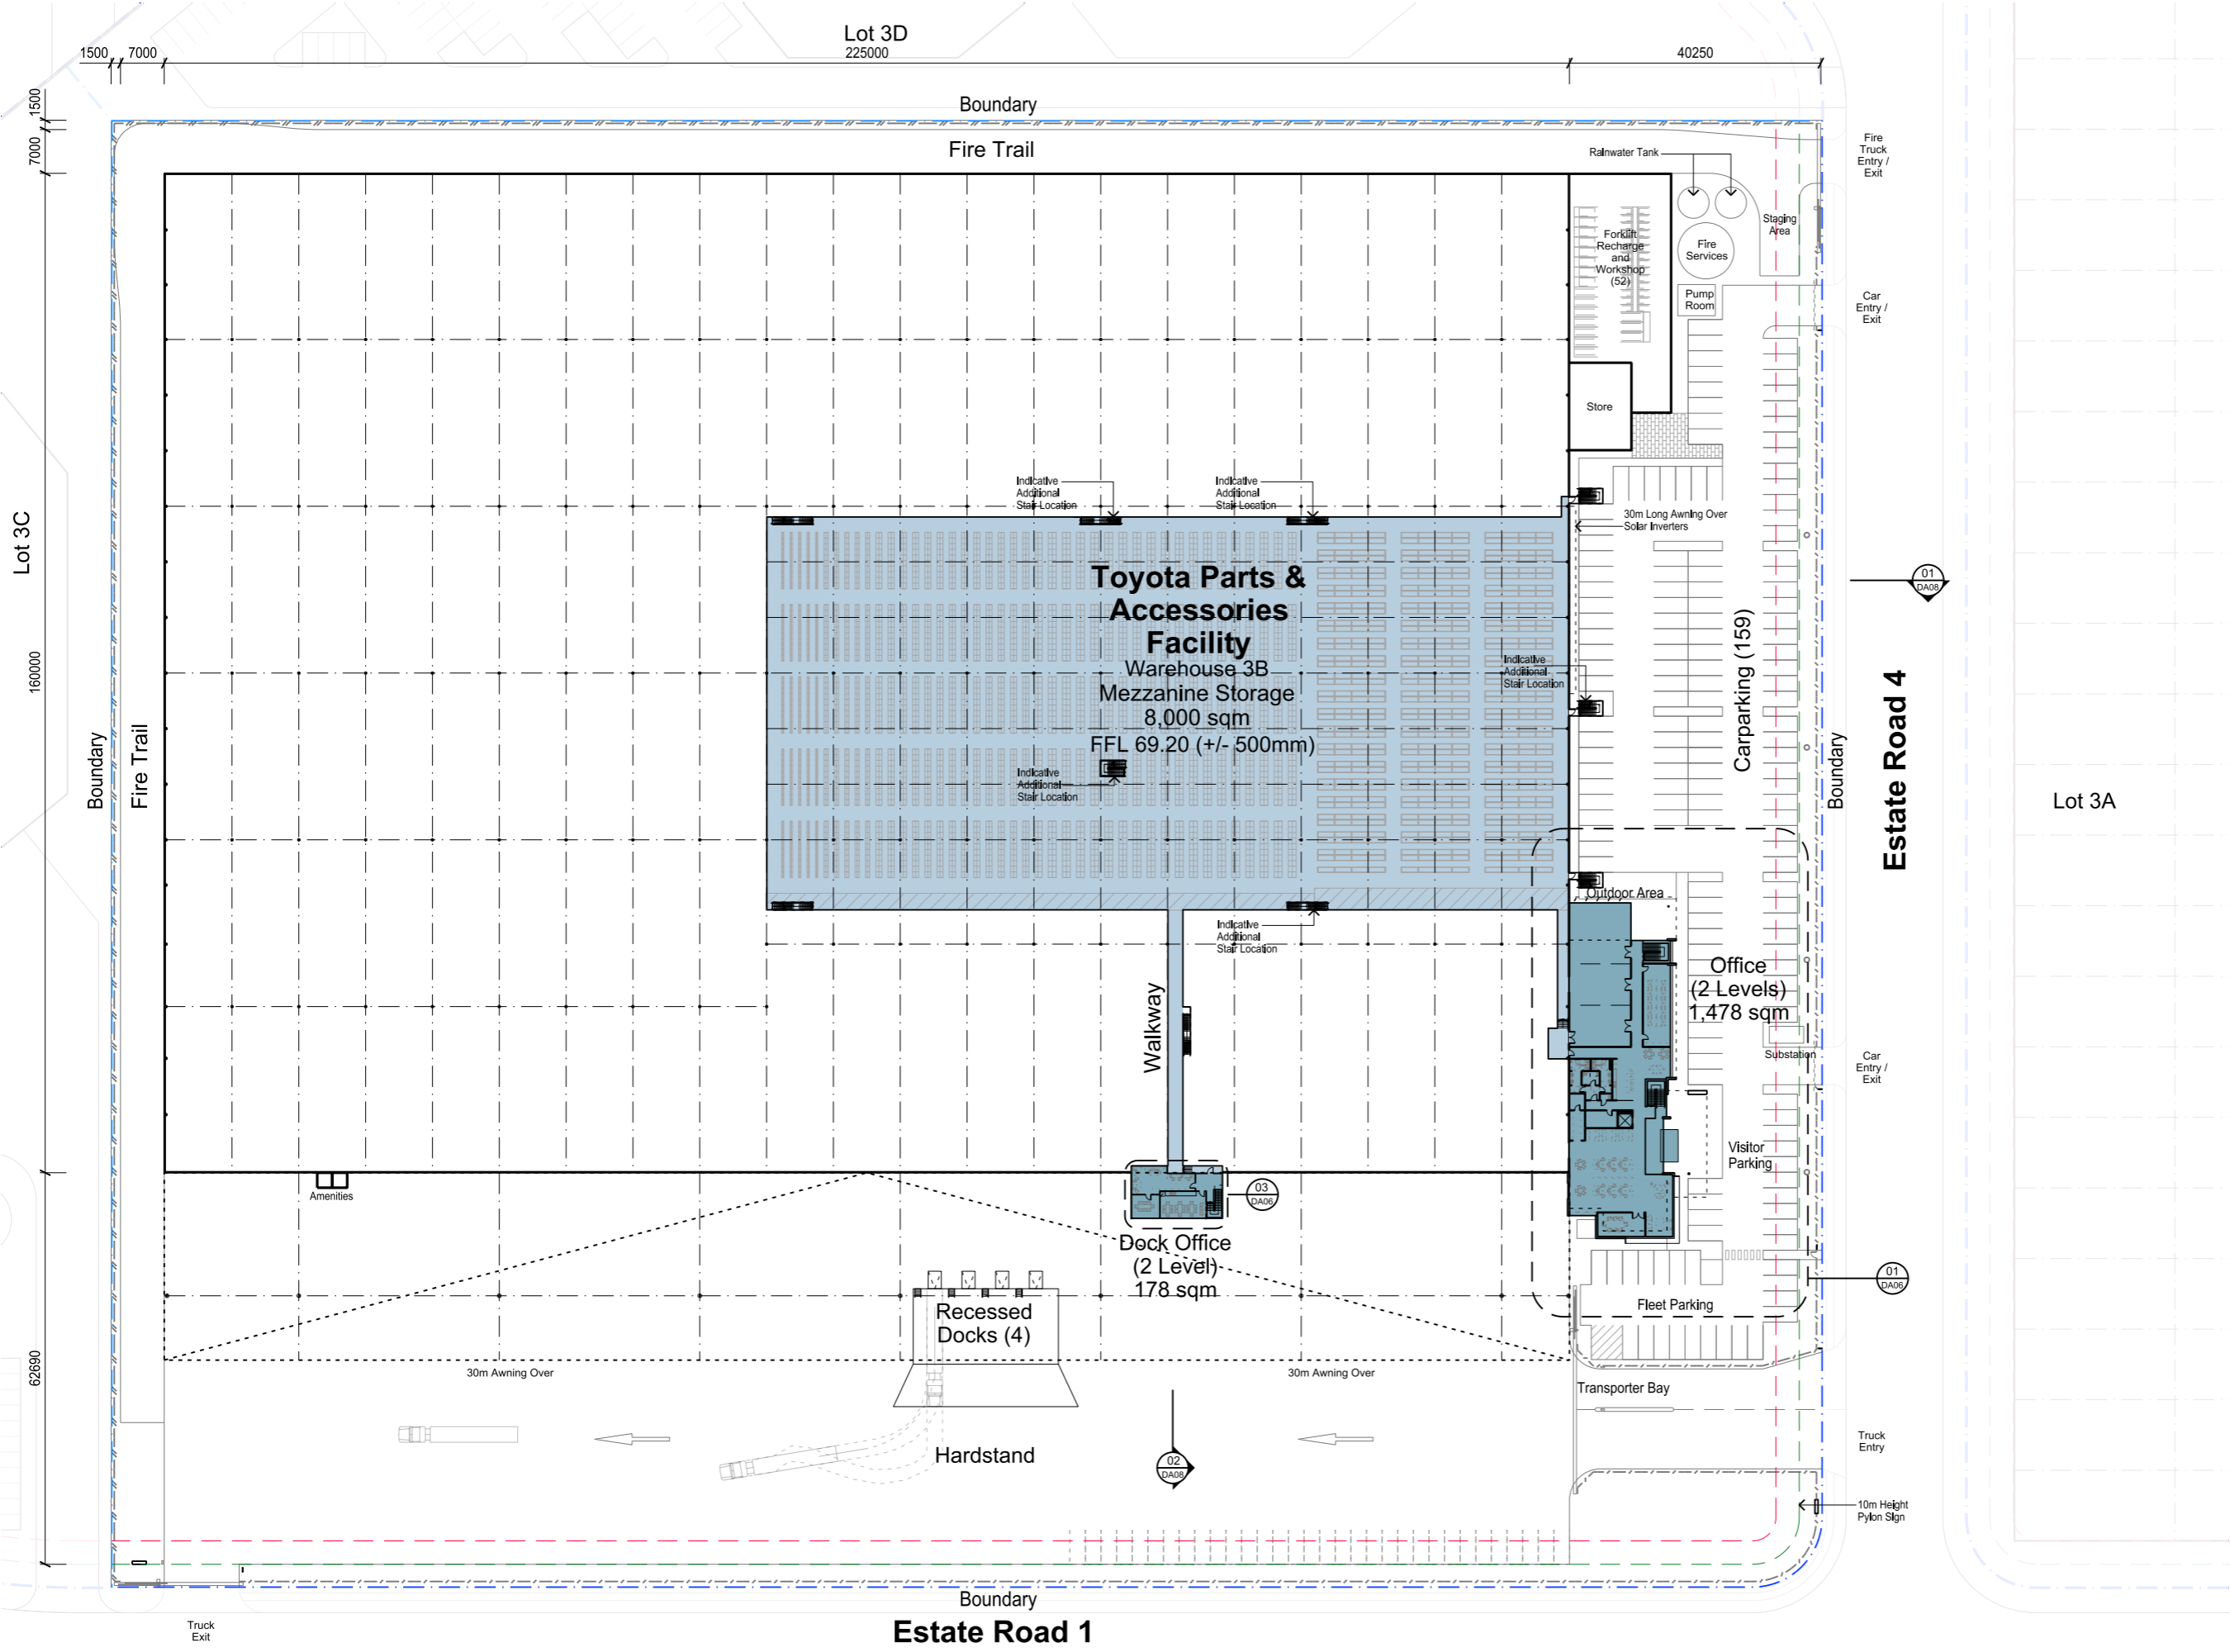 Lot 3D
1500
7000
225000
40250
1500
7000
160000
62690
Boundary
Fire Trail
Rainwater Tank
Fire
Truck
Entry /
Exit
Staging
Area
Forklift
Recharge
and
Workshop
(52)
Fire
Services
Pump
Room
Car
Entry /
Exit
Store
Indicative
Additional
Stair Location
Indicative
Additional
Stair Location
30m Long Awning Over
Solar Inverters
Lot 3C
Toyota Parts &
Accessories
Facility
Warehouse 3B
Mezzanine Storage
8,000 sqm
FFL 69.20 (+/- 500mm)
Indicative
Additional
Stair Location
Indicative
Additional
Stair Location
Carparking (159)
01
DA08
Estate Road 4
Boundary
Lot 3A
Boundary
Fire Trail
Outdoor Area
Indicative
Additional
Stair Location
Office
(2 Levels)
1,478 sqm
Walkway
Substation
Car
Entry /
Exit
Visitor
Parking
Amenities
03
DA06
Dock Office
(2 Level)
178 sqm
01
DA06
Recessed
Docks (4)
Fleet Parking
30m Awning Over
30m Awning Over
Transporter Bay
Hardstand
02
DA08
Truck
Entry
10m Height
Pylon Sign
Boundary
Truck
Exit
Estate Road 1